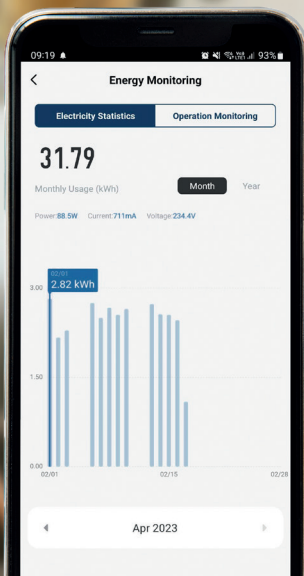 09:19 93%
Energy Monitoring
Electricity Statistics Operation Monitoring
31.79
Monthly Usage (kWh) Month Year
Power:88.5W Current:711mA Voltage:234.4V
02/01
2.82 kWh
3.00
1.50
0.00
02/01 02/15 02/28
Apr 2023